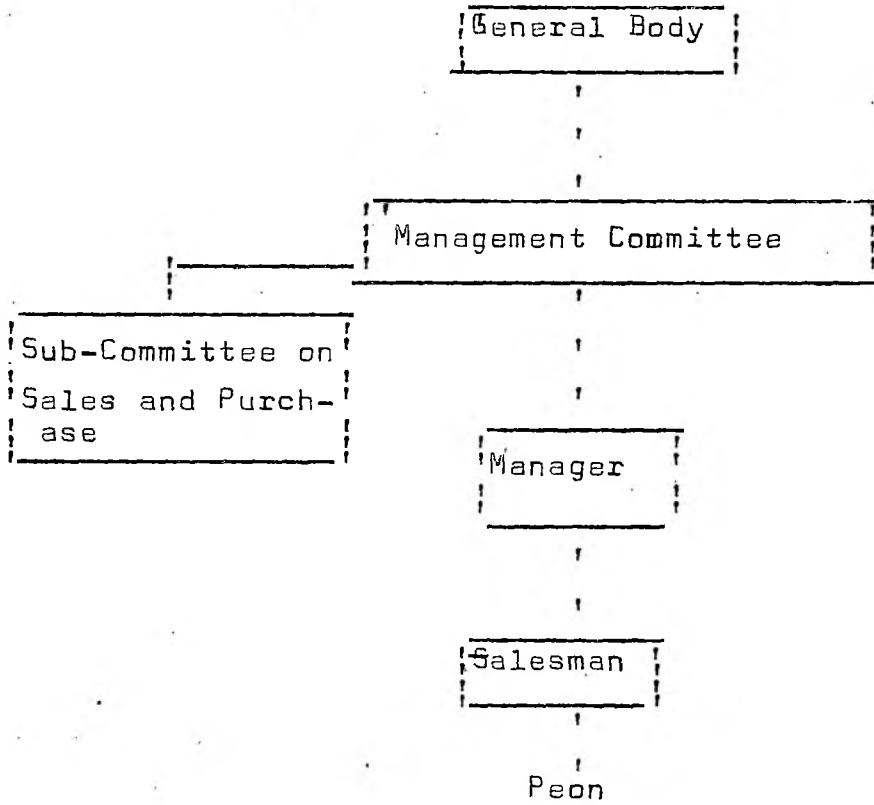 General Body
Management Committee
Sub-Committee on
Sales and Purch-
ase
Manager
Salesman
Peon